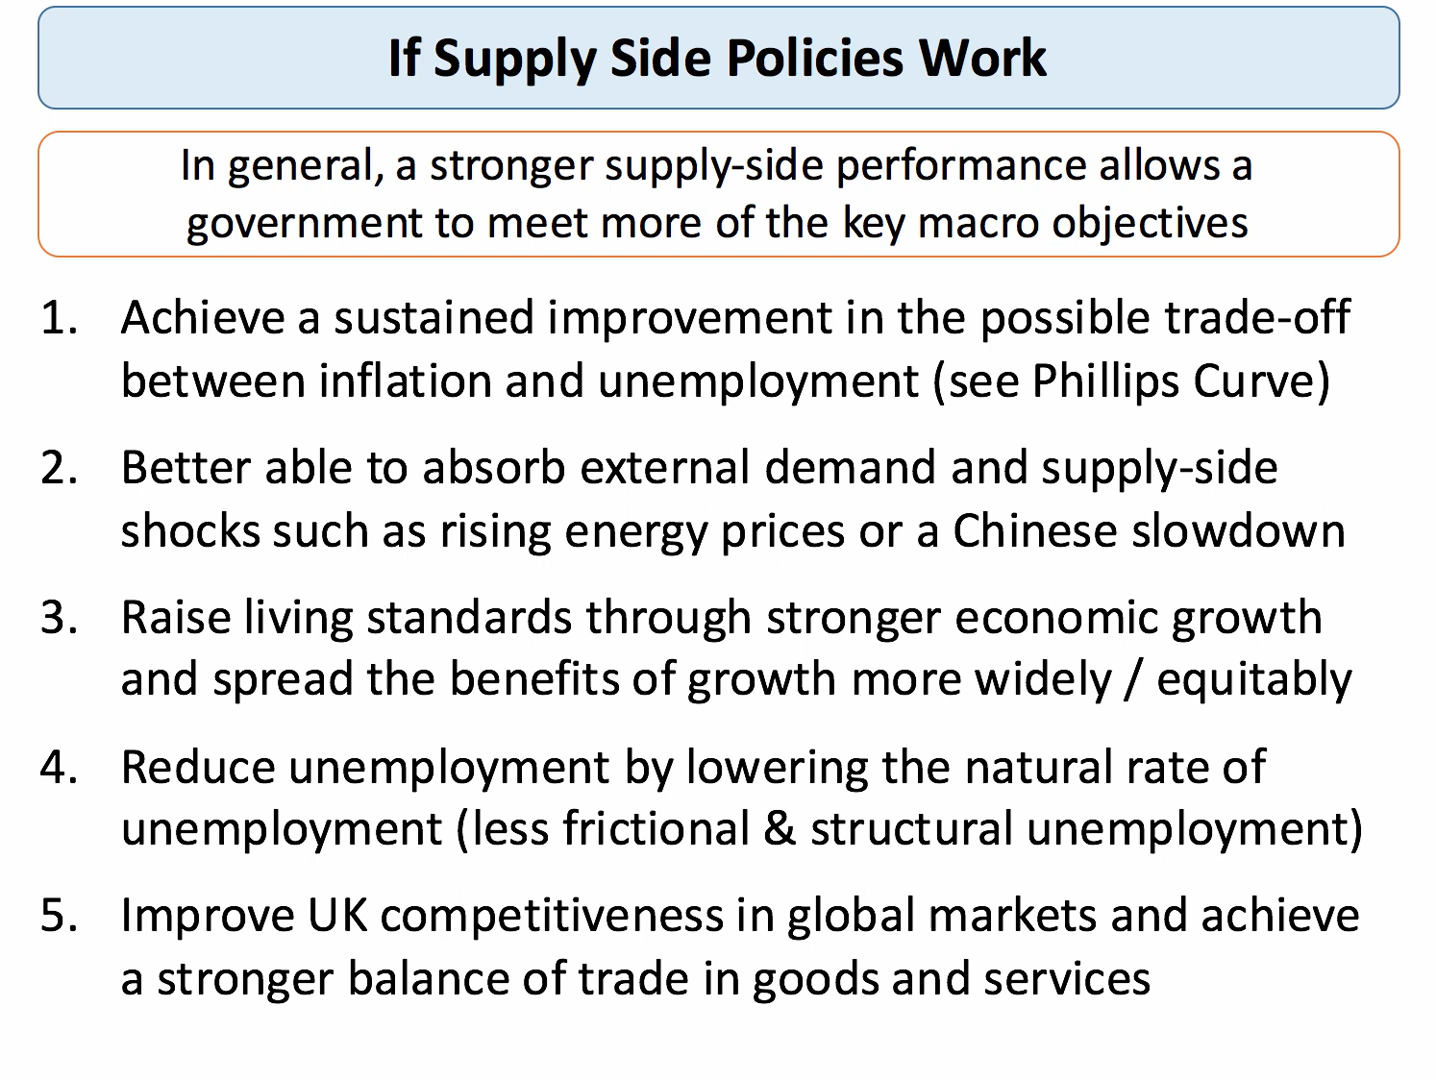 If Supply Side Policies Work
In general, a stronger supply-side performance allows a
government to meet more of the key macro objectives
1. Achieve a sustained improvement in the possible trade-off
between inflation and unemployment (see Phillips Curve)
2. Better able to absorb external demand and supply-side
shocks such as rising energy prices or a Chinese slowdown
3. Raise living standards through stronger economic growth
and spread the benefits of growth more widely / equitably
4. Reduce unemployment by lowering the natural rate of
unemployment (less frictional & structural unemployment)
5. Improve UK competitiveness in global markets and achieve
a stronger balance of trade in goods and services